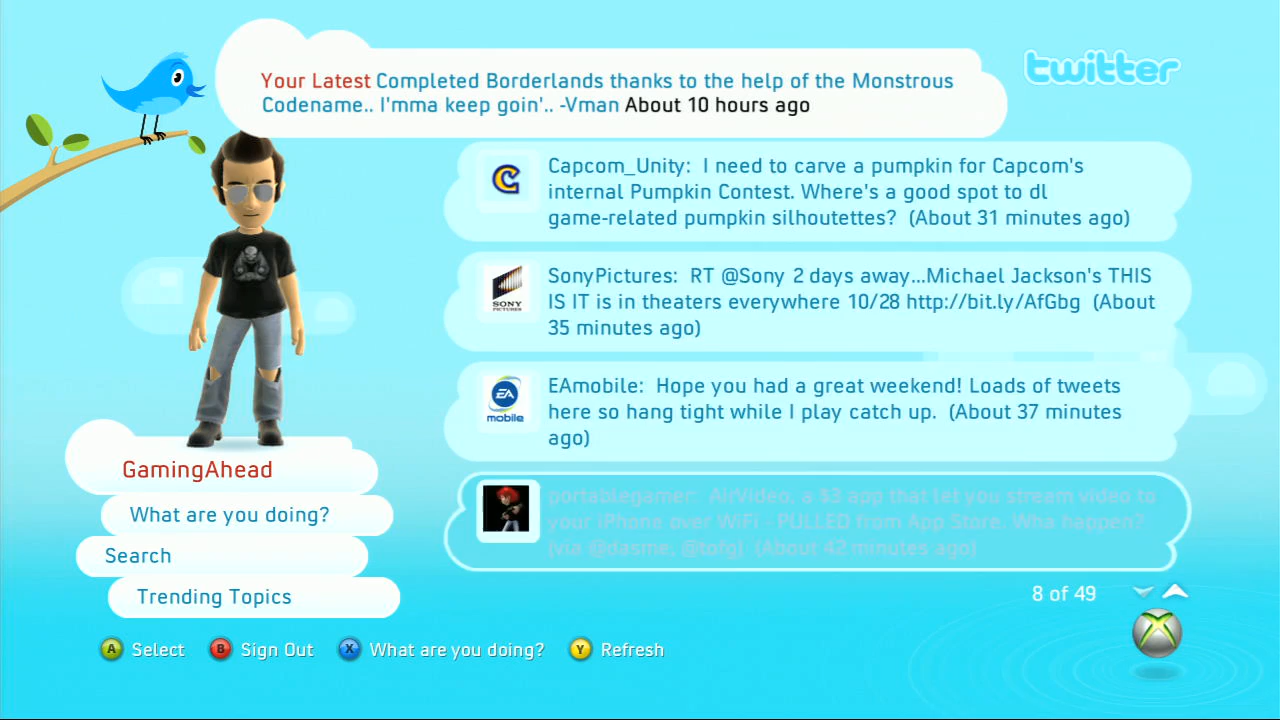 twitter
Your Latest Completed Borderlands thanks to the help of the Monstrous
Codename.. I'mma keep goin'.. -Vman About 10 hours ago
Capcom_Unity: I need to carve a pumpkin for Capcom's
internal Pumpkin Contest. Where's a good spot to dl
game-related pumpkin silhoutettes? (About 31 minutes ago)
SONY
PICTURES
SonyPictures: RT @Sony 2 days away...Michael Jackson's THIS
IS IT is in theaters everywhere 10/28 http://bit.ly/AfGbg (About
35 minutes ago)
EA
mobile
EAmobile: Hope you had a great weekend! Loads of tweets
here so hang tight while I play catch up. (About 37 minutes
ago)
portablegamer: AirVideo, a $3 app that let you streem video to
your iPhone over WiFi - PULLED from App Store. Wha happen?
(via @dasme, @tofg) (About 42 minutes ago)
GamingAhead
What are you doing?
Search
Trending Topics
8 of 49
A Select B Sign Out X What are you doing? Y Refresh